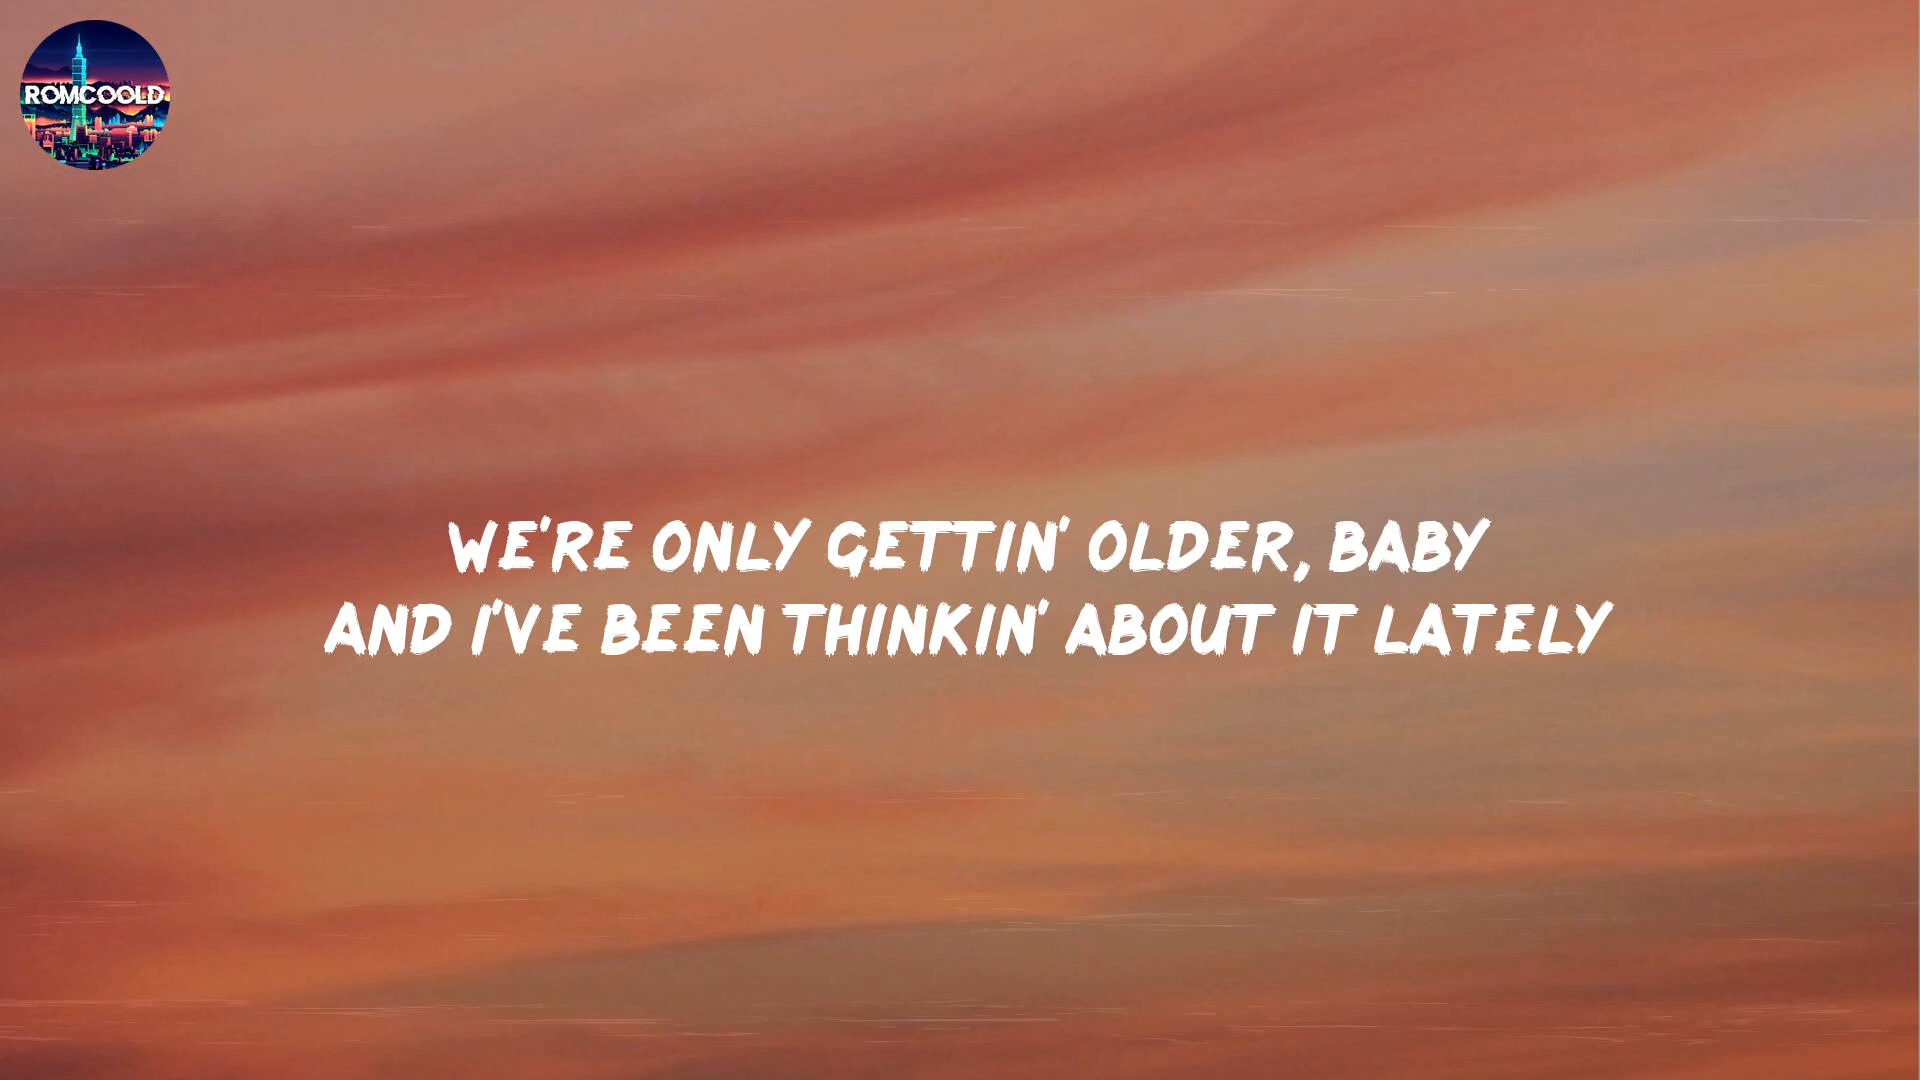 ROMCOOLD
WE'RE ONLY GETTIN' OLDER, BABY
AND I'VE BEEN THINKIN' ABOUT IT LATELY